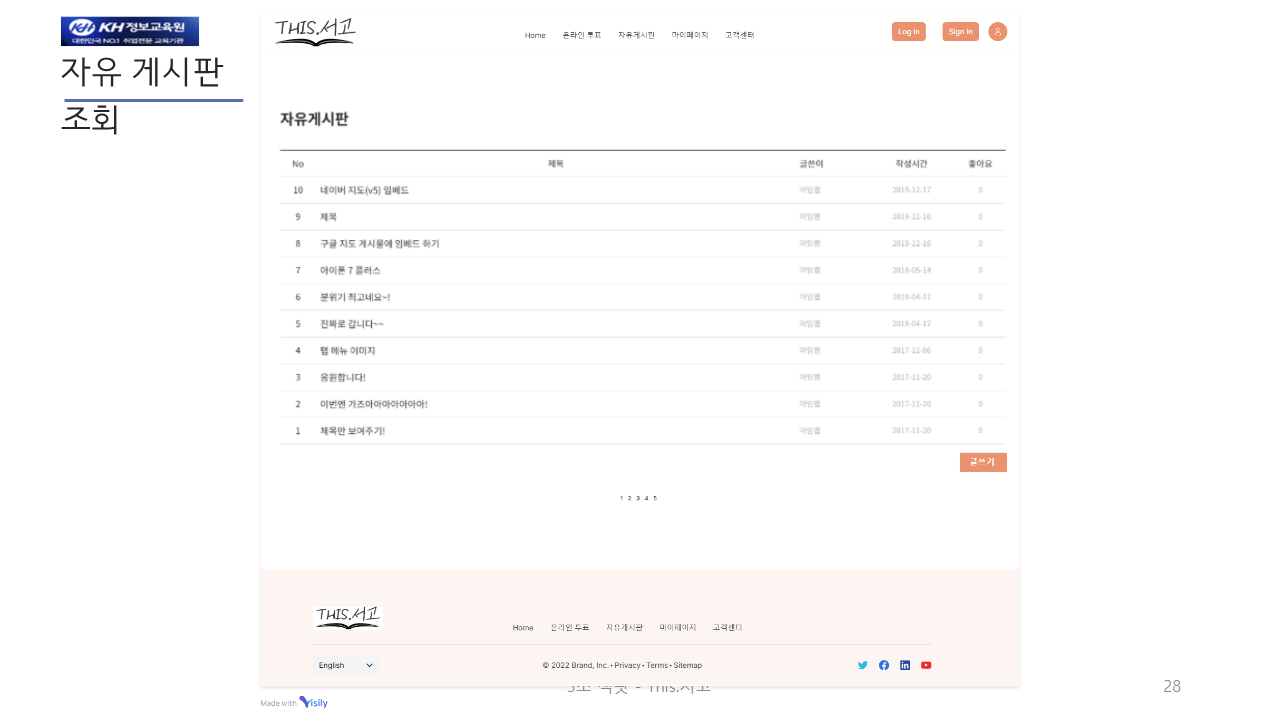 KH 정보교육원
대한민국 NO.1 취업전문 교육기관
자유 게시판
조회
THIS.서고
Home 온라인 투표 자유게시판 마이페이지 고객센터
Log in Sign In
자유게시판
No 제목 글쓴이 작성시간 좋아요
10 네이버 지도(v5) 임베드 아임웹 2019-12-17 0
9 제목 아임웹 2019-12-16 0
8 구글 지도 게시물에 임베드 하기 아임웹 2019-12-16 0
7 아이폰 7 플러스 아임웹 2018-05-14 0
6 분위기 최고네요~! 아임웹 2018-04-17 0
5 진짜로 갑니다~~ 아임웹 2018-04-17 0
4 탭 메뉴 이미지 아임웹 2017-12-06 0
3 응원합니다! 아임웹 2017-11-20 0
2 이번엔 가즈아아아아아아아! 아임웹 2017-11-20 0
1 제목만 보여주기! 아임웹 2017-11-20 0
글쓰기
1 2 3 4 5
THIS.서고
Home 온라인 투표 자유게시판 마이페이지 고객센터
English
© 2022 Brand, Inc. • Privacy • Terms • Sitemap
- This.서고
28
Made with Visily